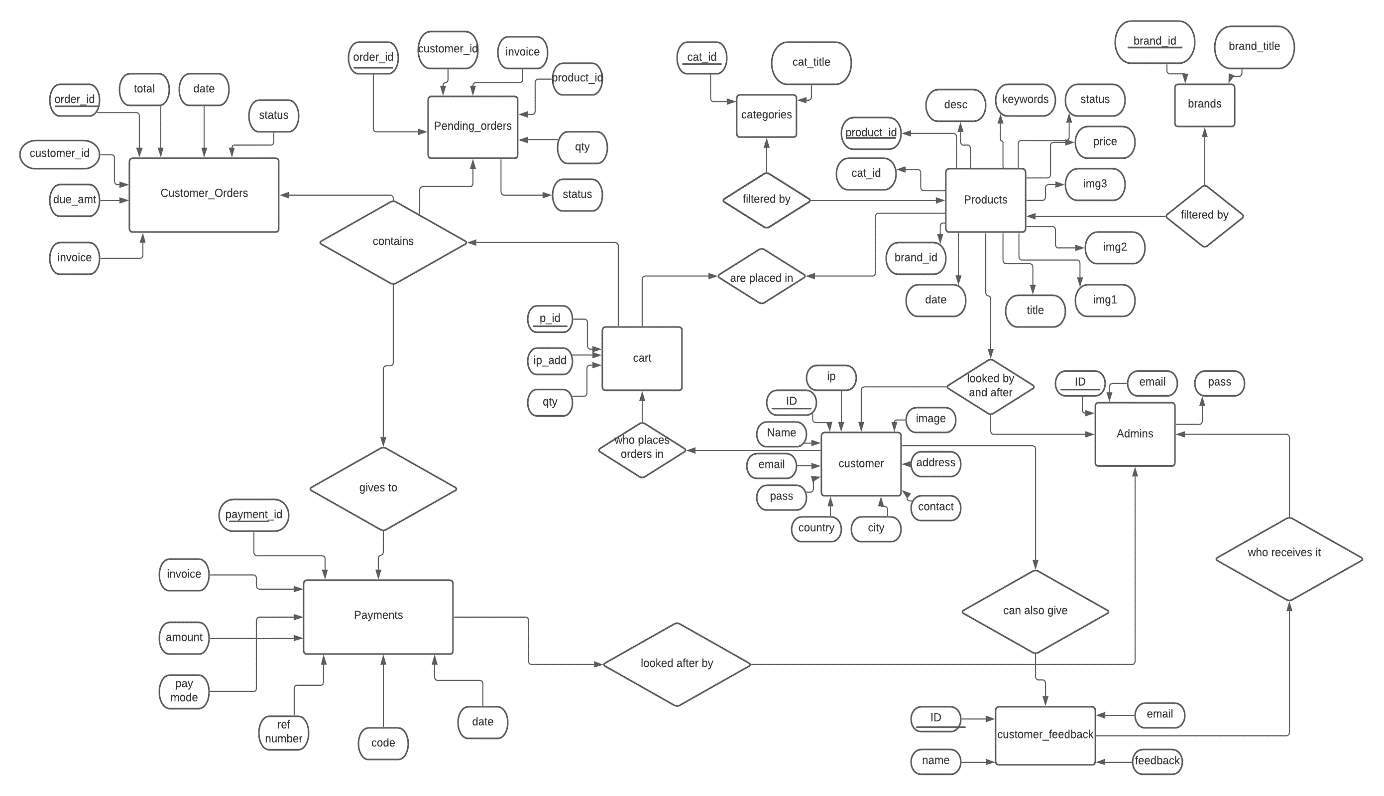 order_id
customer_id
invoice
product_id
Pending_orders
qty
status
order_id
total
date
status
customer_id
Customer_Orders
due_amt
invoice
contains
cat_id
cat_title
categories
filtered by
brand_id
brand_title
brands
filtered by
desc
keywords
status
product_id
price
cat_id
img3
Products
brand_id
img2
date
title
img1
are placed in
p_id
ip_add
cart
qty
who places
orders in
looked by
and after
ip
ID
image
Name
customer
address
email
pass
contact
country
city
ID
email
pass
Admins
who receives it
can also give
gives to
payment_id
invoice
Payments
amount
pay
mode
ref
number
code
date
looked after by
ID
email
customer_feedback
name
feedback